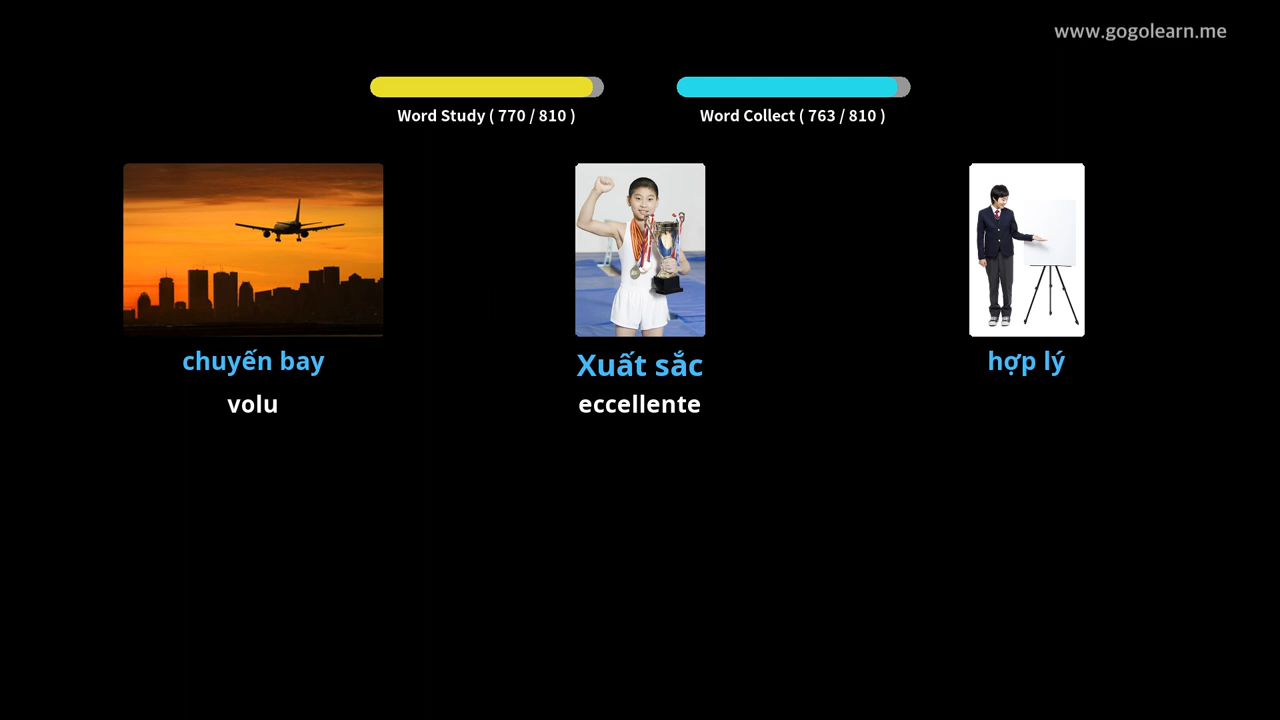 www.gogolearn.me
Word Study ( 770 / 810 )
Word Collect ( 763 / 810 )
chuyến bay
Xuất sắc
hợp lý
volu
eccellente